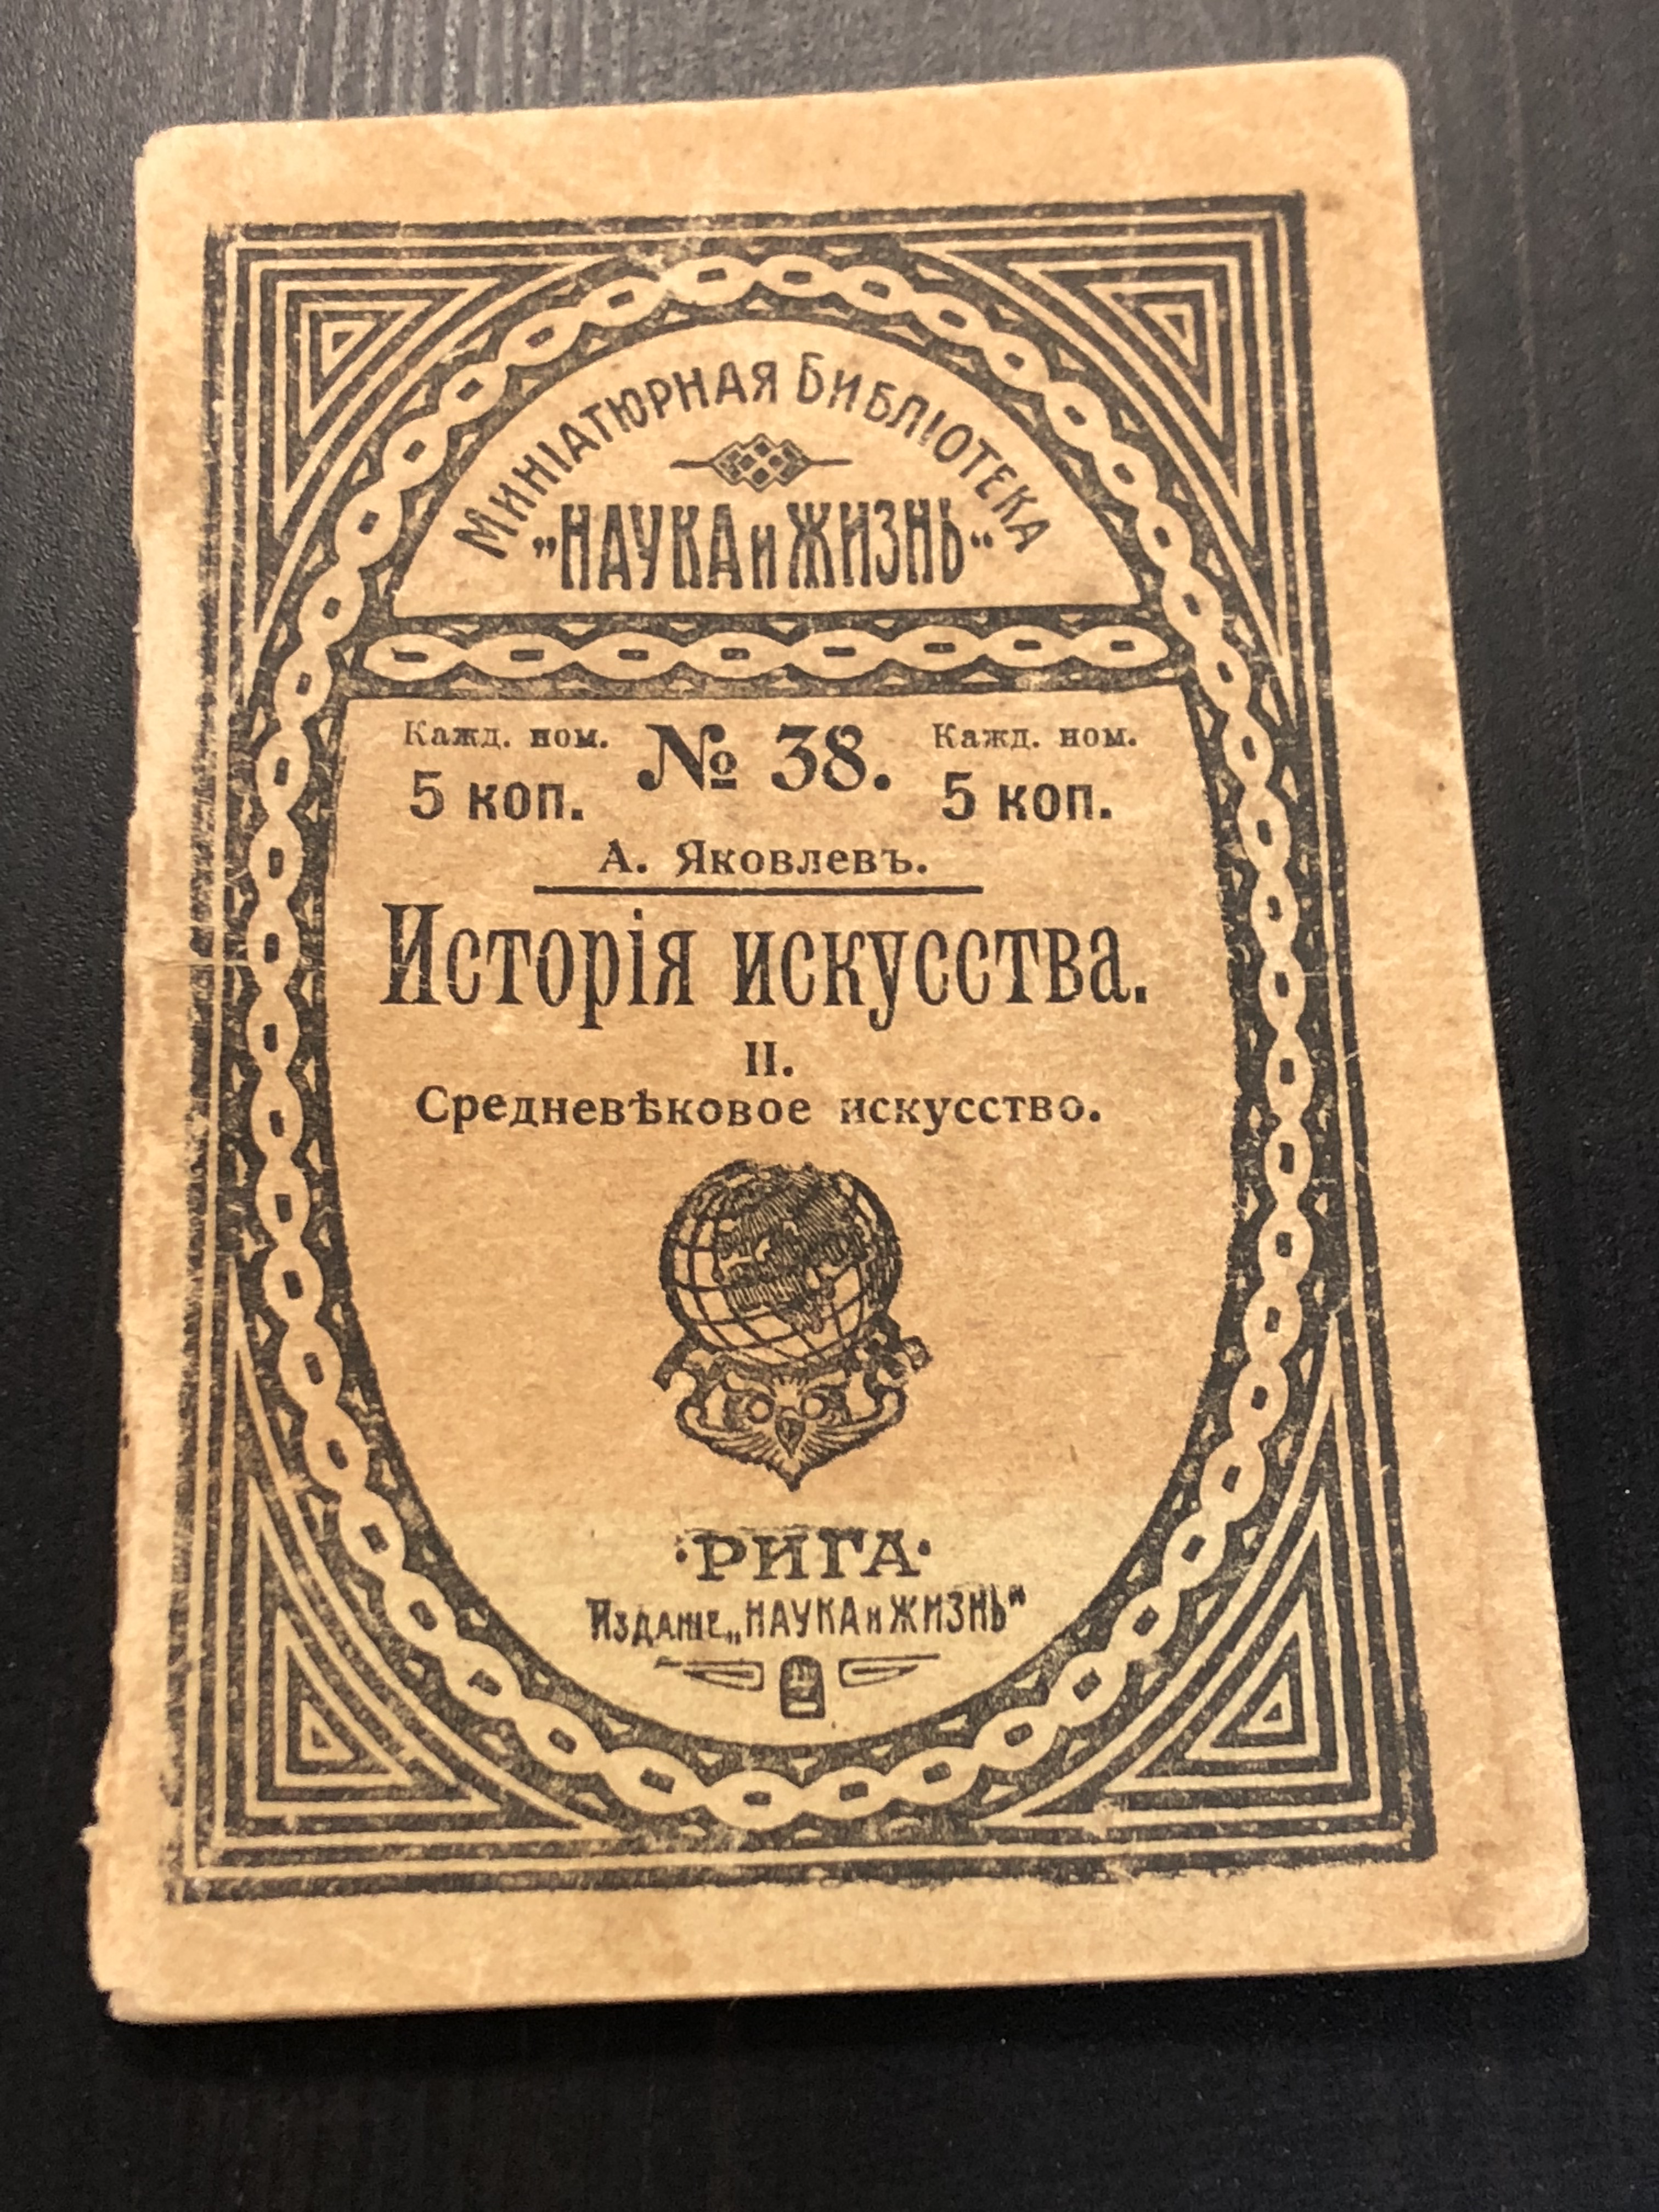 Миніатюрная Библіотека
„Наука и Жизнь“
Кажд. ном. № 38. Кажд. ном.
5 коп. 5 коп.
А. Яковлевъ.
Исторія искусства.
II.
Средневѣковое искусство.
·РИГА·
Изданіе „НАУКА и ЖИЗНЬ“